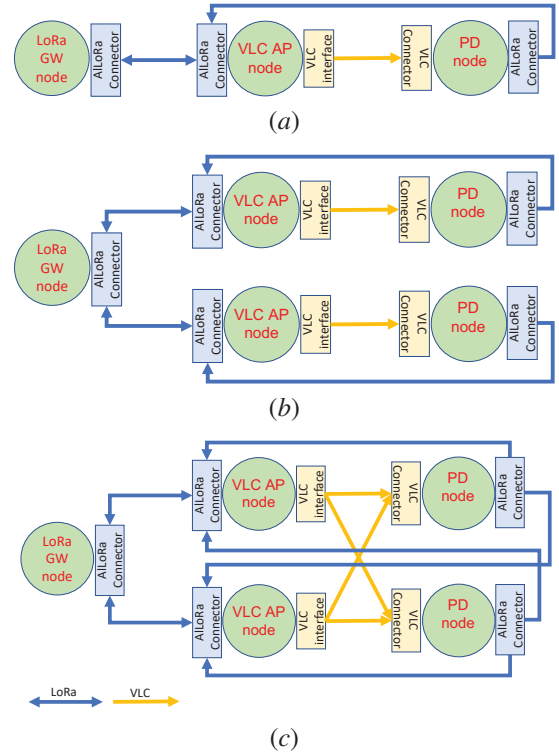 LoRa
GW
node
AlLoRa
Connector
AlLoRa
Connector
VLC AP
node
VLC
interface
VLC
Connector
PD
node
AlLoRa
Connector
(a)
LoRa
GW
node
AlLoRa
Connector
AlLoRa
Connector
VLC AP
node
VLC
interface
VLC
Connector
PD
node
AlLoRa
Connector
AlLoRa
Connector
VLC AP
node
VLC
interface
VLC
Connector
PD
node
AlLoRa
Connector
(b)
LoRa
GW
node
AlLoRa
Connector
AlLoRa
Connector
VLC AP
node
VLC
interface
VLC
Connector
PD
node
AlLoRa
Connector
AlLoRa
Connector
VLC AP
node
VLC
interface
VLC
Connector
PD
node
AlLoRa
Connector
LoRa
VLC
(c)